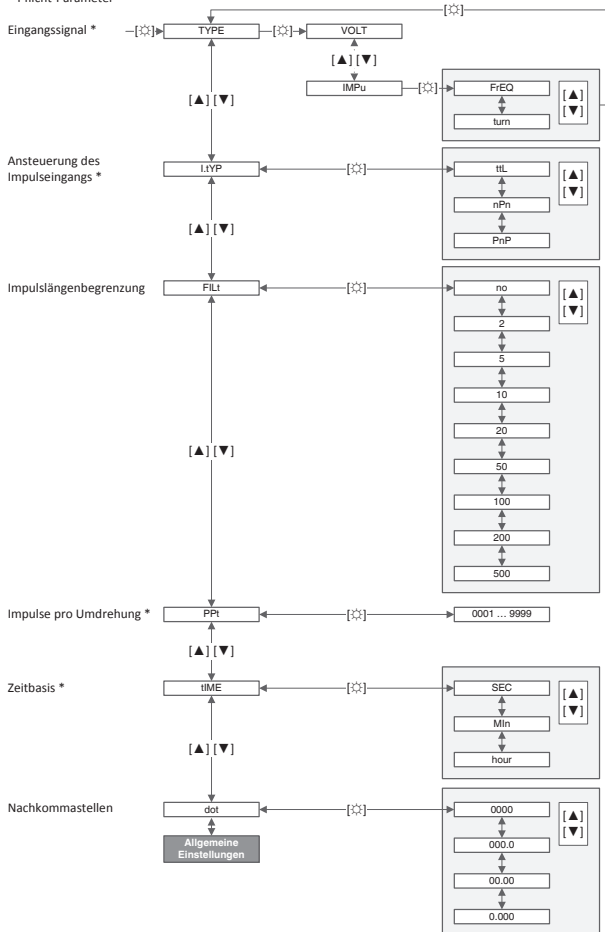 Eingangssignal *
[☼]
TYPE
[☼]
VOLT
[☼]
[▲] [▼]
IMPu
[☼]
FrEQ
turn
[▲]
[▼]
[▲] [▼]
Ansteuerung des
Impulseingangs *
I.tYP
[☼]
ttL
nPn
PnP
[▲]
[▼]
[▲] [▼]
Impulslängenbegrenzung
FILt
[☼]
no
2
5
10
20
50
100
200
500
[▲]
[▼]
[▲] [▼]
Impulse pro Umdrehung *
PPt
[☼]
0001 ... 9999
[▲] [▼]
Zeitbasis *
tIME
[☼]
SEC
MIn
hour
[▲]
[▼]
[▲] [▼]
Nachkommastellen
dot
[☼]
0000
000.0
00.00
0.000
[▲]
[▼]
Allgemeine
Einstellungen